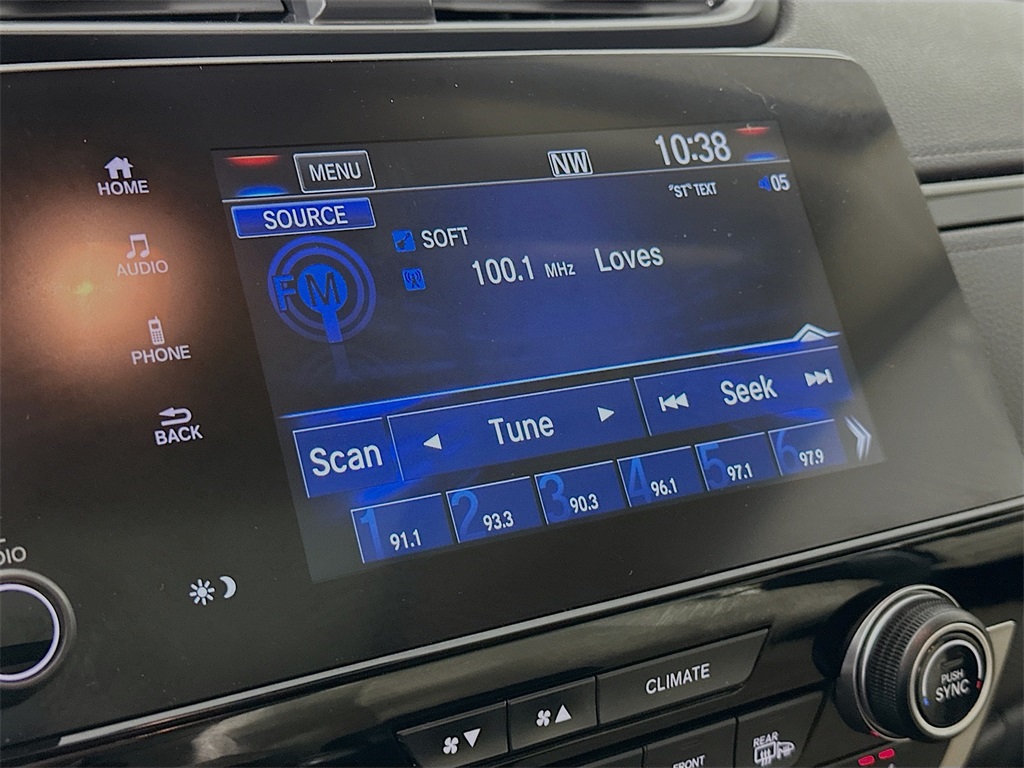 HOME
AUDIO
PHONE
BACK
MENU
NW
10:38
SOURCE
"ST" TEXT
05
FM
SOFT
100.1 MHz Loves
Scan
Tune
Seek
1 91.1
2 93.3
3 90.3
4 96.1
5 97.1
6 97.9
CLIMATE
PUSH
SYNC
FRONT
REAR